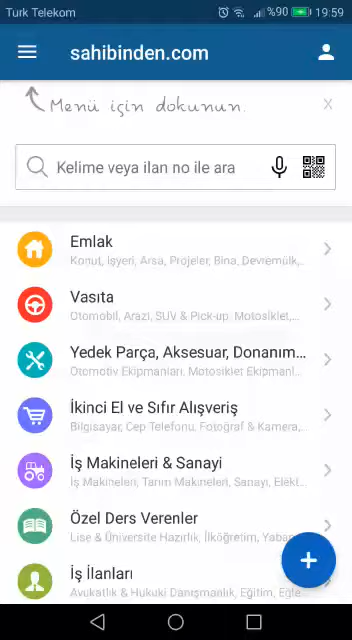 Turk Telekom %90 19:59
sahibinden.com
Menü için dokunun. X
Kelime veya ilan no ile ara
Emlak
Konut, İşyeri, Arsa, Projeler, Bina, Devremülk,...
Vasıta
Otomobil, Arazi, SUV & Pick-up, Motosiklet,...
Yedek Parça, Aksesuar, Donanım...
Otomotiv Ekipmanları, Motosiklet Ekipmanl...
İkinci El ve Sıfır Alışveriş
Bilgisayar, Cep Telefonu, Fotoğraf & Kamera,...
İş Makineleri & Sanayi
İş Makineleri, Tarım Makineleri, Sanayi, Elekt...
Özel Ders Verenler
Lise & Üniversite Hazırlık, İlköğretim, Yaban...
İş İlanları
Avukatlık & Hukuki Danışmanlık, Eğitim, Eğle...